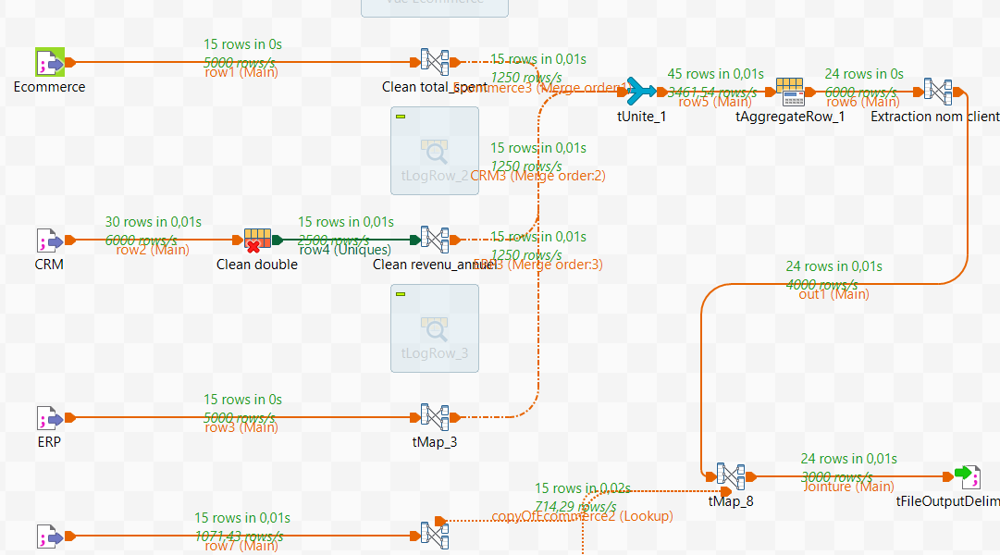 Vue Ecommerce
15 rows in 0s
5000 rows/s
row1 (Main)
Ecommerce
Clean total_spent
15 rows in 0,01s
1250 rows/s
Ecommerce3 (Merge order:1)
tUnite_1
45 rows in 0,01s
3461,54 rows/s
row5 (Main)
tAggregateRow_1
24 rows in 0s
6000 rows/s
row6 (Main)
Extraction nom client
tLogRow_2
15 rows in 0,01s
1250 rows/s
CRM3 (Merge order:2)
30 rows in 0,01s
6000 rows/s
row2 (Main)
CRM
Clean double
15 rows in 0,01s
2500 rows/s
row4 (Uniques)
Clean revenu_annuel
15 rows in 0,01s
1250 rows/s
ERP3 (Merge order:3)
24 rows in 0,01s
4000 rows/s
out1 (Main)
tLogRow_3
15 rows in 0s
5000 rows/s
row3 (Main)
ERP
tMap_3
24 rows in 0,01s
3000 rows/s
Jointure (Main)
tMap_8
tFileOutputDelim
15 rows in 0,02s
714,29 rows/s
copyOfEcommerce2 (Lookup)
15 rows in 0,01s
1071,43 rows/s
row7 (Main)